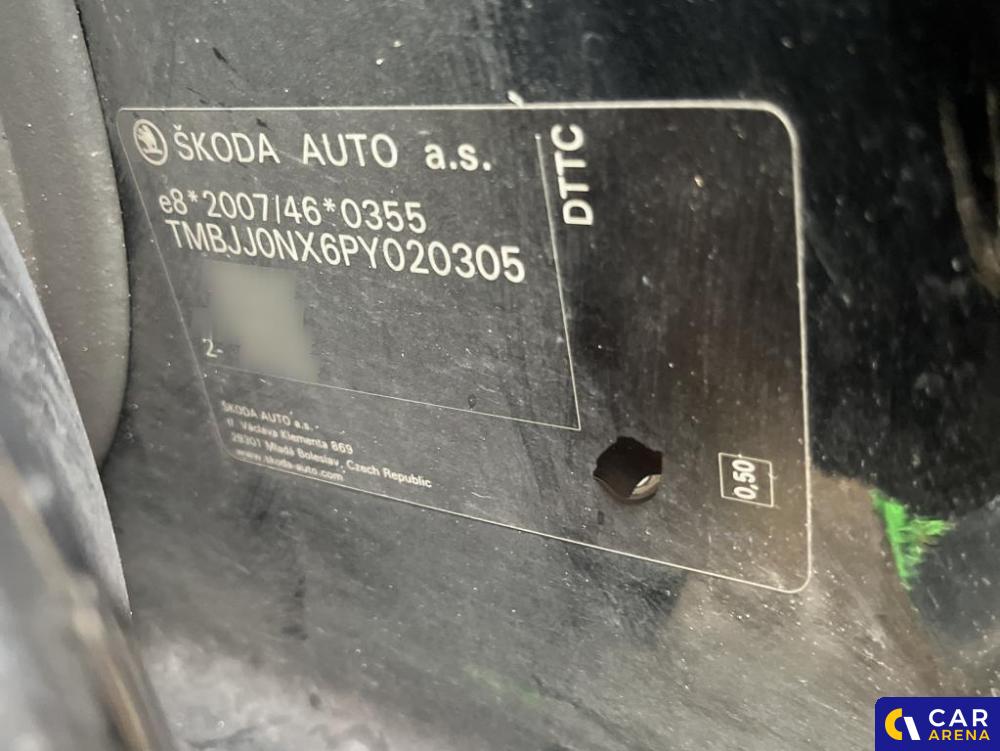 ŠKODA AUTO a.s.
e8*2007/46*0355
TMBJJ0NX6PY020305
2-
DTTC
ŠKODA AUTO a.s.
tř. Václava Klementa 869
29301 Mladá Boleslav, Czech Republic
www.skoda-auto.com
0,50
CAR
ARENA